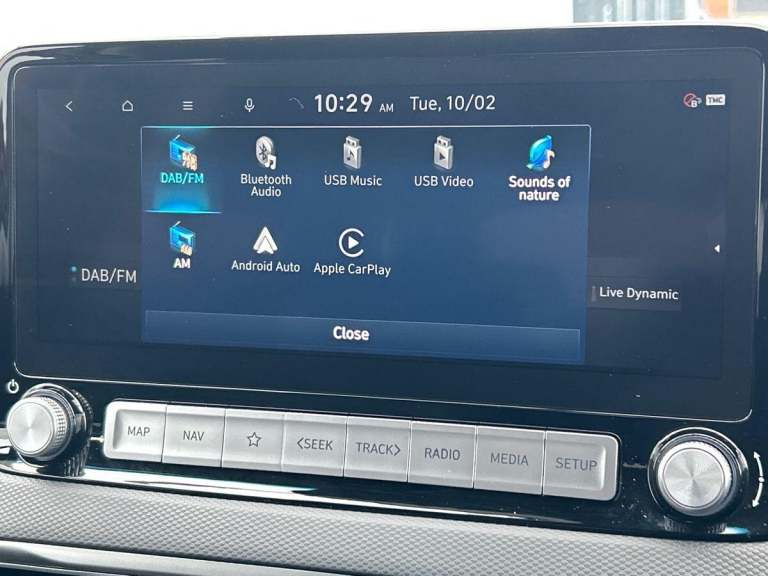 10:29 AM Tue, 10/02
TMC
DAB/FM
Bluetooth
Audio
USB Music
USB Video
Sounds of
nature
AM
Android Auto
Apple CarPlay
DAB/FM
Live Dynamic
Close
MAP
NAV
<SEEK
TRACK>
RADIO
MEDIA
SETUP